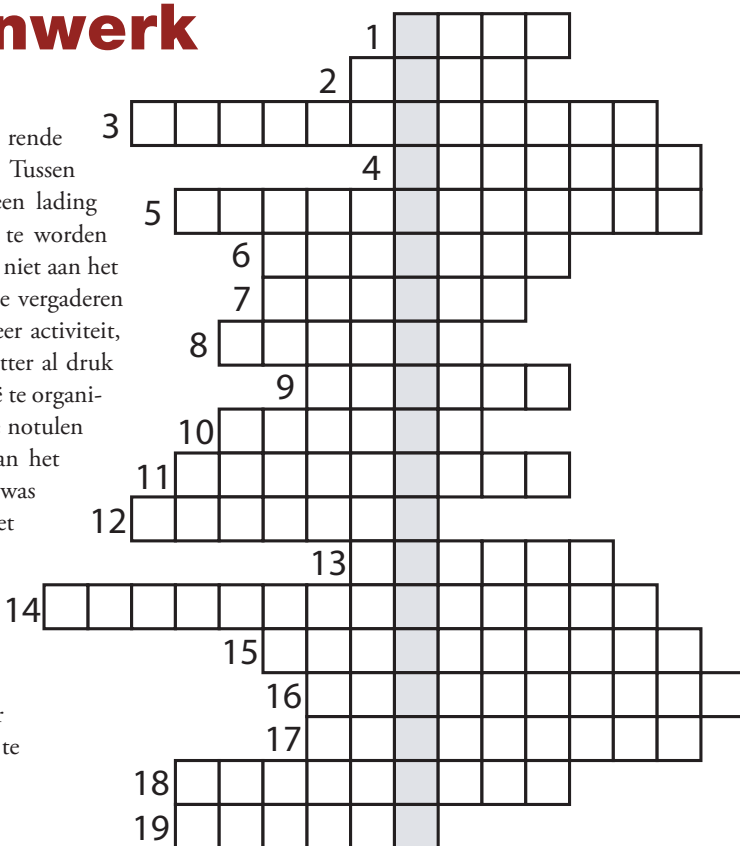 nwerk
rende
Tussen
en lading
te worden
niet aan het
e vergaderen
eer activiteit,
tter al druk
te organi-
notulen
an het
was
et
r
te
1
2
3
4
5
6
7
8
9
10
11
12
13
14
15
16
17
18
19